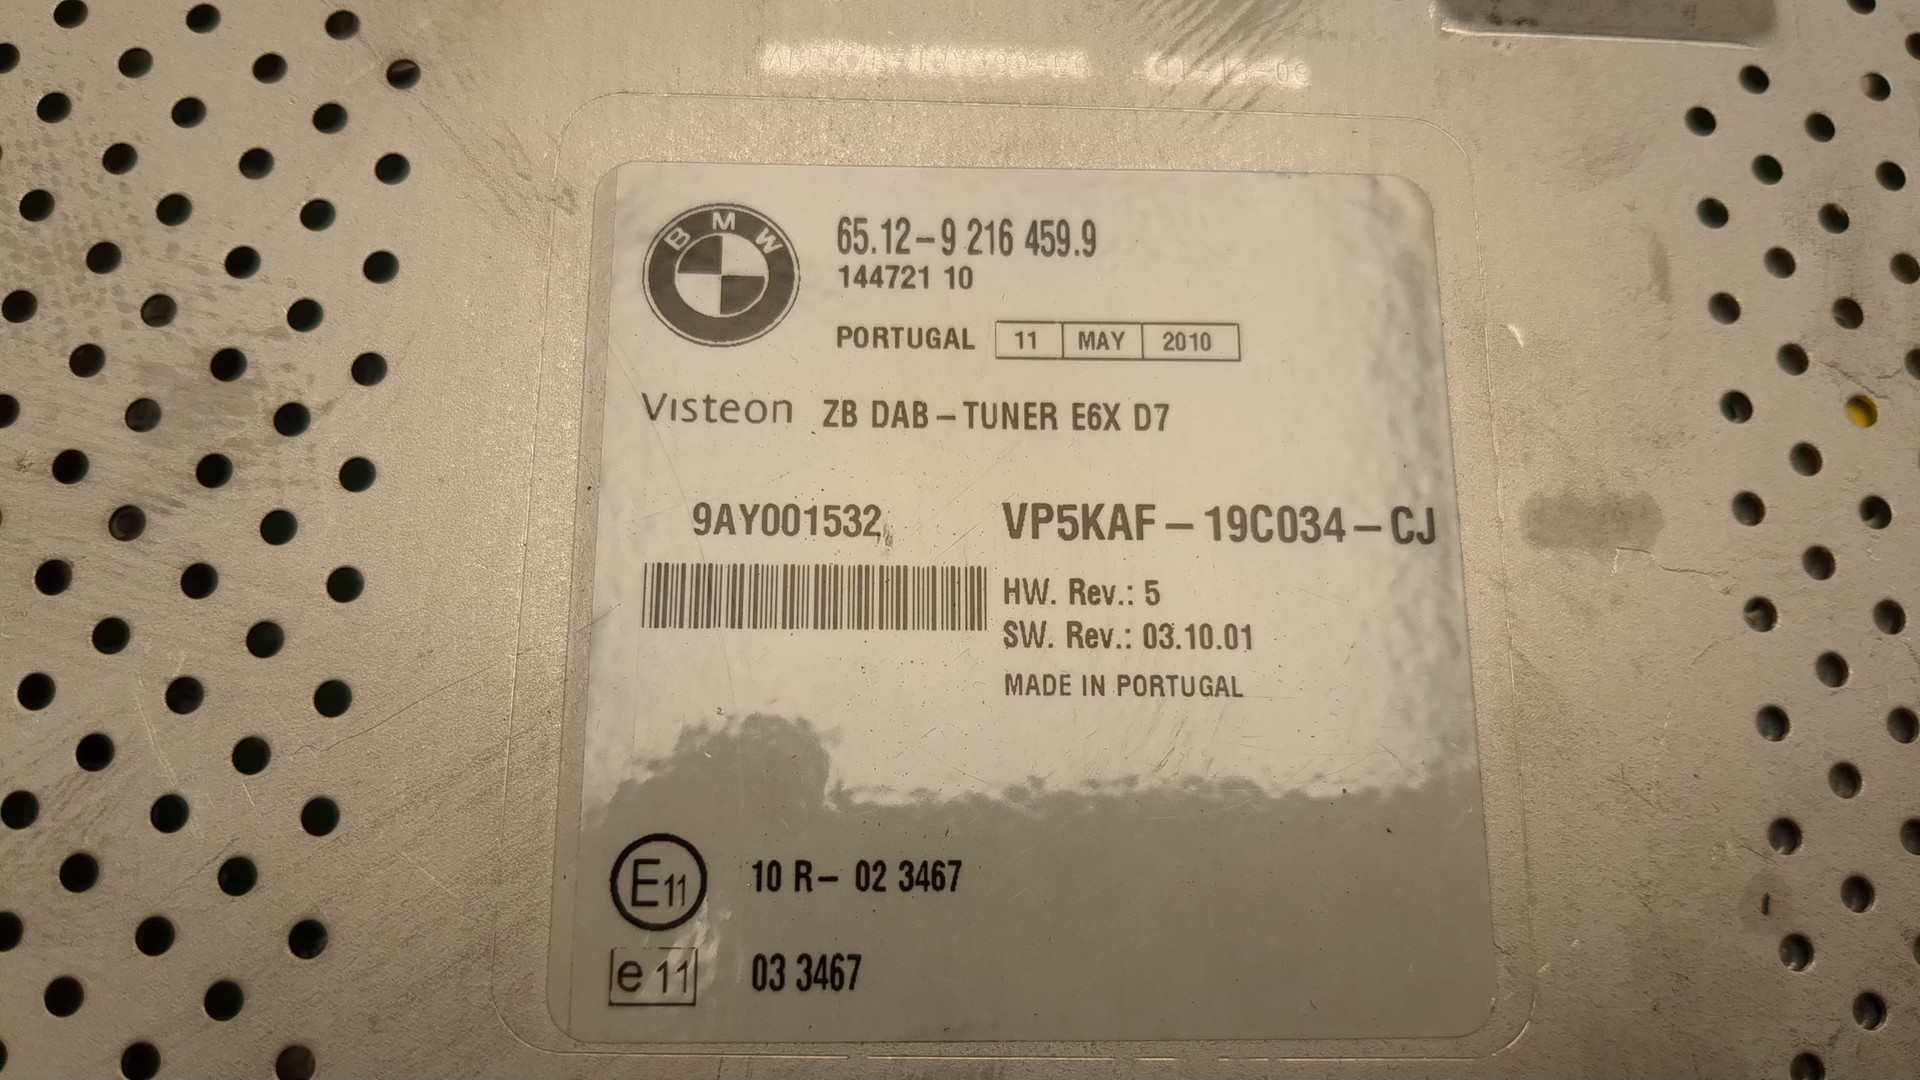 BMW
65.12-9 216 459.9
144721 10
PORTUGAL 11 MAY 2010
Visteon ZB DAB-TUNER E6X D7
9AY001532 VP5KAF-19C034-CJ
HW. Rev.: 5
SW. Rev.: 03.10.01
MADE IN PORTUGAL
E11 10 R- 02 3467
e 11 03 3467